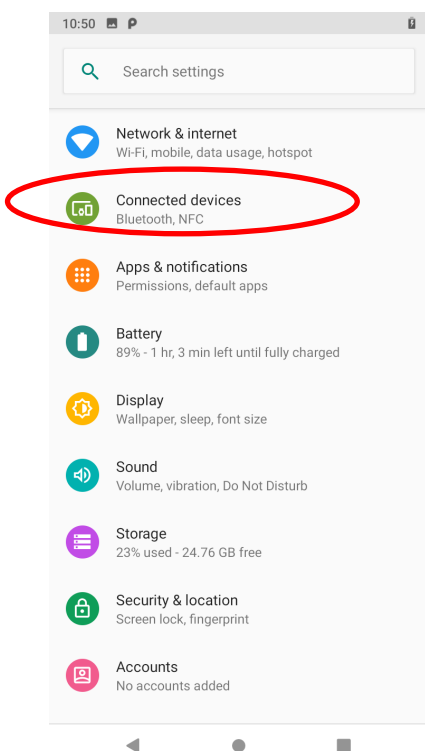 10:50
Search settings
Network & internet
Wi-Fi, mobile, data usage, hotspot
Connected devices
Bluetooth, NFC
Apps & notifications
Permissions, default apps
Battery
89% - 1 hr, 3 min left until fully charged
Display
Wallpaper, sleep, font size
Sound
Volume, vibration, Do Not Disturb
Storage
23% used - 24.76 GB free
Security & location
Screen lock, fingerprint
Accounts
No accounts added